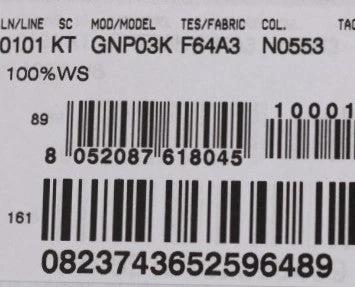 LN/LINE SC MOD/MODEL TES/FABRIC COL.
0101 KT GNP03K F64A3 N0553
100%WS
89 10001
8 052087 618045
161
0823743652596489